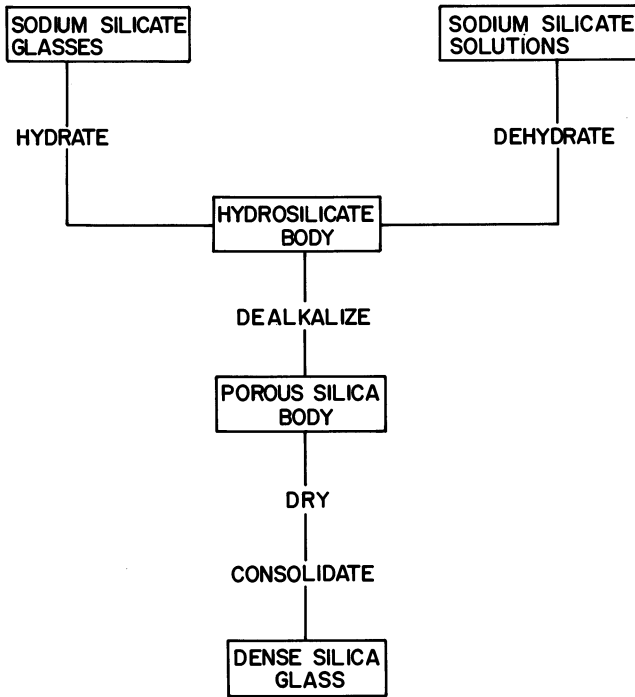 SODIUM SILICATE
GLASSES
SODIUM SILICATE
SOLUTIONS
HYDRATE
DEHYDRATE
HYDROSILICATE
BODY
DEALKALIZE
POROUS SILICA
BODY
DRY
CONSOLIDATE
DENSE SILICA
GLASS